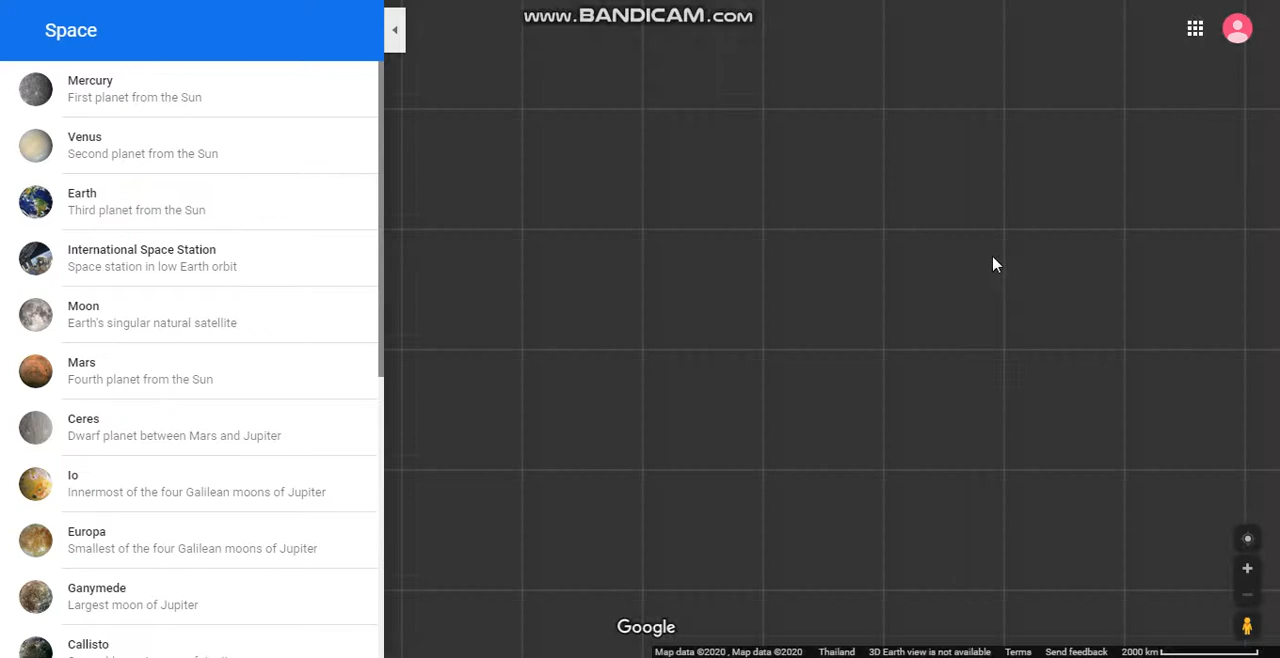 www.BANDICAM.com
Space
Mercury
First planet from the Sun
Venus
Second planet from the Sun
Earth
Third planet from the Sun
International Space Station
Space station in low Earth orbit
Moon
Earth's singular natural satellite
Mars
Fourth planet from the Sun
Ceres
Dwarf planet between Mars and Jupiter
Io
Innermost of the four Galilean moons of Jupiter
Europa
Smallest of the four Galilean moons of Jupiter
Ganymede
Largest moon of Jupiter
Callisto
Google
Map data ©2020 , Map data ©2020 Thailand 3D Earth view is not available Terms Send feedback 2000 km